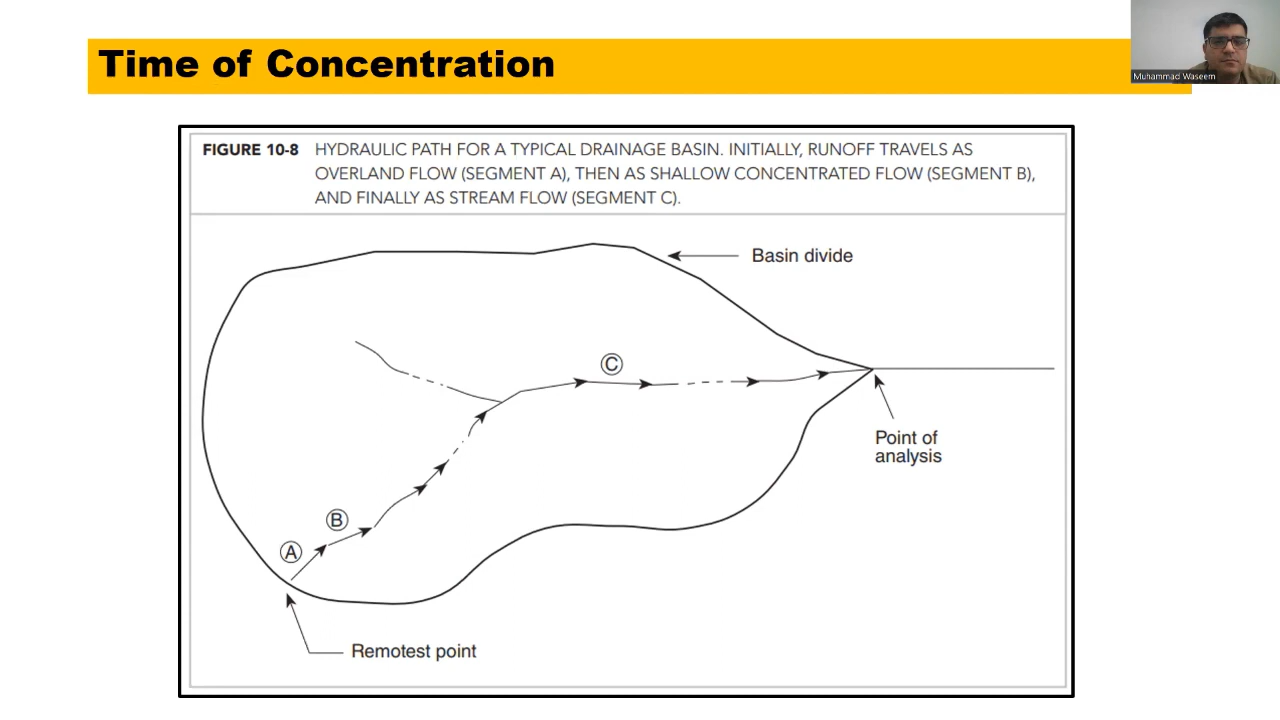 Time of Concentration
Muhammad Waseem
FIGURE 10-8 HYDRAULIC PATH FOR A TYPICAL DRAINAGE BASIN. INITIALLY, RUNOFF TRAVELS AS
OVERLAND FLOW (SEGMENT A), THEN AS SHALLOW CONCENTRATED FLOW (SEGMENT B),
AND FINALLY AS STREAM FLOW (SEGMENT C).
Basin divide
C
Point of
analysis
B
A
Remotest point